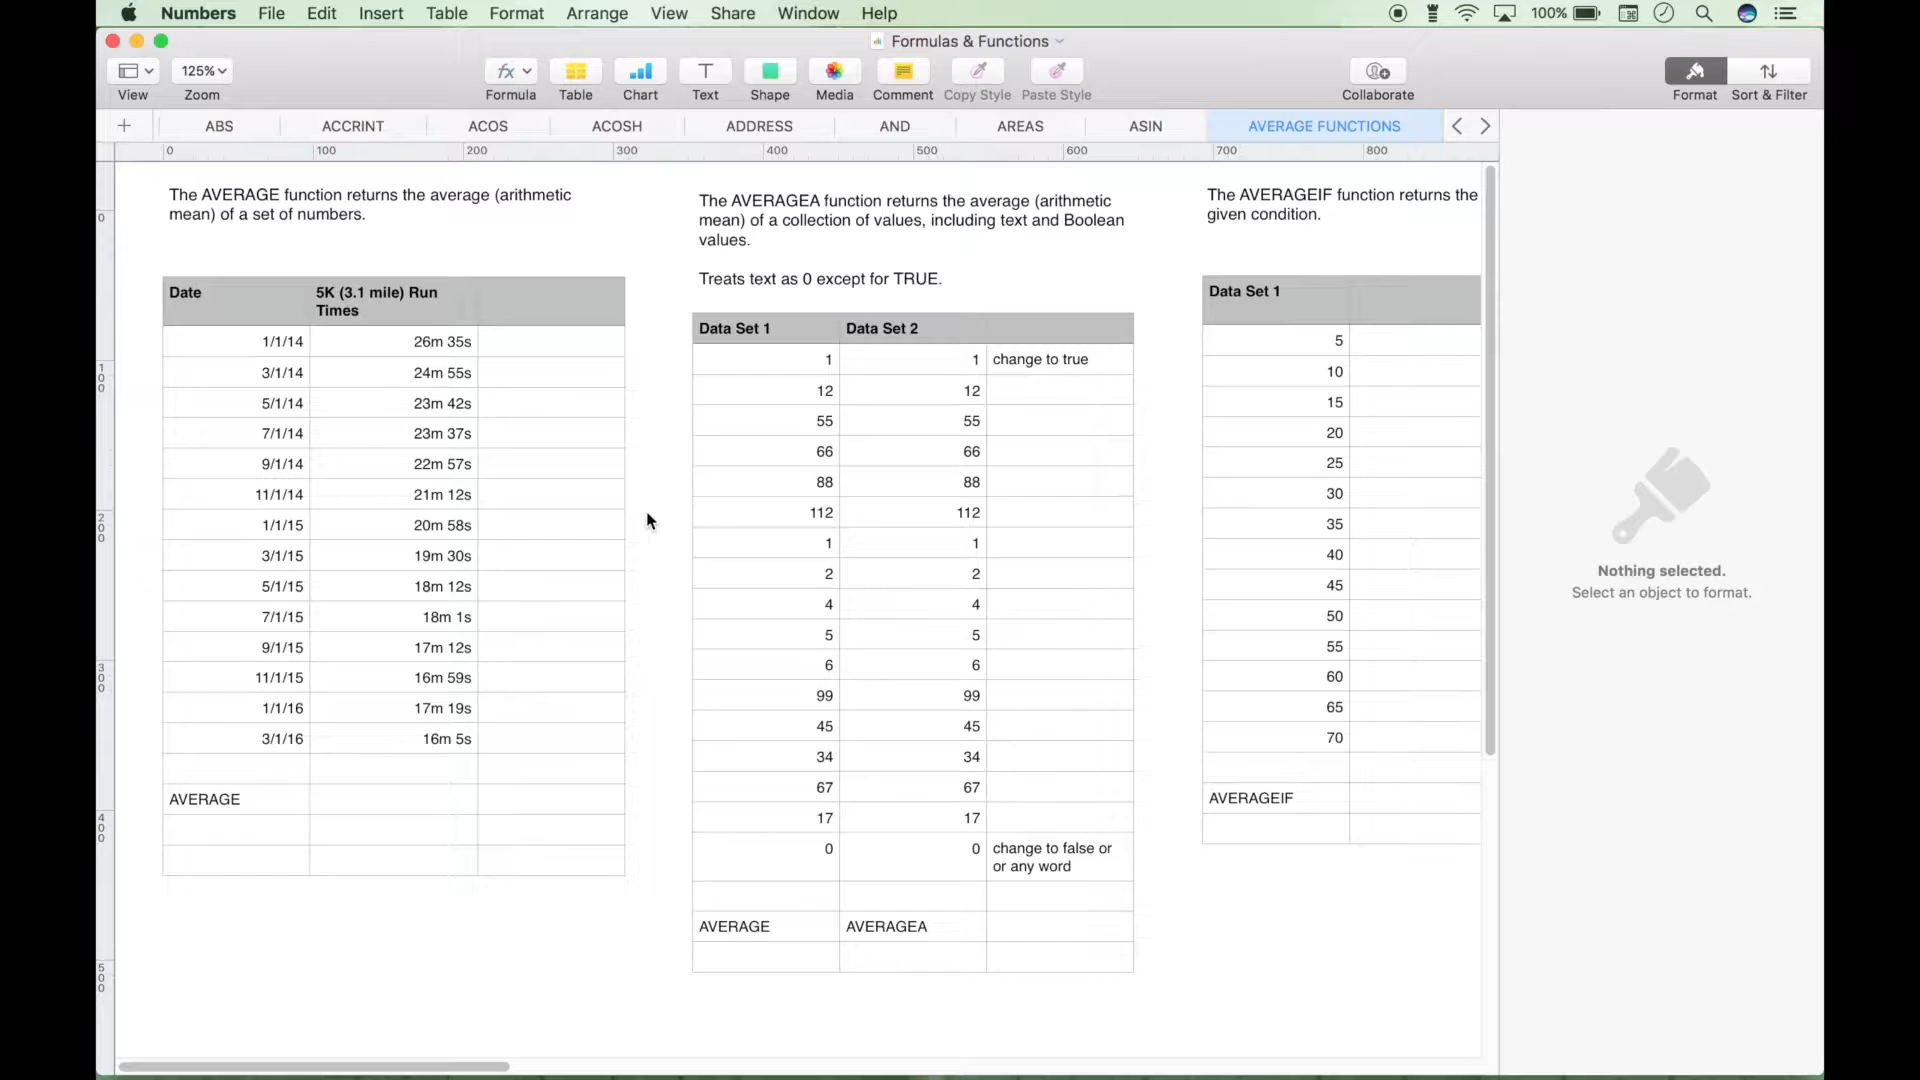 Numbers File Edit Insert Table Format Arrange View Share Window Help 100%
Formulas & Functions
125%
View Zoom Formula Table Chart Text Shape Media Comment Copy Style Paste Style Collaborate Format Sort & Filter
ABS ACCRINT ACOS ACOSH ADDRESS AND AREAS ASIN AVERAGE FUNCTIONS
0 100 200 300 400 500 600 700 800
0
100
200
300
400
500
The AVERAGE function returns the average (arithmetic
mean) of a set of numbers.
Date 5K (3.1 mile) Run
Times
1/1/14 26m 35s
3/1/14 24m 55s
5/1/14 23m 42s
7/1/14 23m 37s
9/1/14 22m 57s
11/1/14 21m 12s
1/1/15 20m 58s
3/1/15 19m 30s
5/1/15 18m 12s
7/1/15 18m 1s
9/1/15 17m 12s
11/1/15 16m 59s
1/1/16 17m 19s
3/1/16 16m 5s
AVERAGE
The AVERAGEA function returns the average (arithmetic
mean) of a collection of values, including text and Boolean
values.
Treats text as 0 except for TRUE.
Data Set 1 Data Set 2
1 1 change to true
12 12
55 55
66 66
88 88
112 112
1 1
2 2
4 4
5 5
6 6
99 99
45 45
34 34
67 67
17 17
0 0 change to false or
or any word
AVERAGE AVERAGEA
The AVERAGEIF function returns the
given condition.
Data Set 1
5
10
15
20
25
30
35
40
45
50
55
60
65
70
AVERAGEIF
Nothing selected.
Select an object to format.